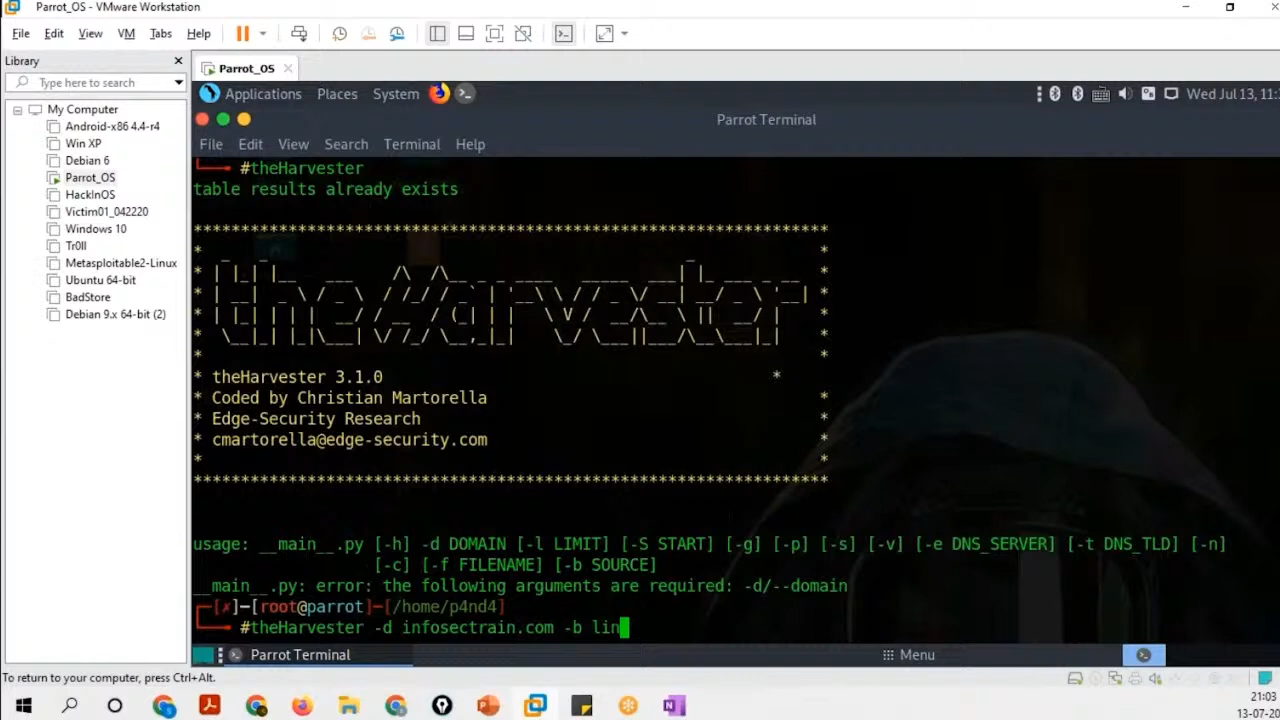 Parrot_OS - VMware Workstation
File Edit View VM Tabs Help
Library
Type here to search
My Computer
Android-x86 4.4-r4
Win XP
Debian 6
Parrot_OS
HackInOS
Victim01_042220
Windows 10
Tr0ll
Metasploitable2-Linux
Ubuntu 64-bit
BadStore
Debian 9.x 64-bit (2)
Parrot_OS
Applications Places System
Wed Jul 13, 11:
Parrot Terminal
File Edit View Search Terminal Help
#theHarvester
table results already exists
*******************************************************************
theHarvester
* theHarvester 3.1.0 *
* Coded by Christian Martorella *
* Edge-Security Research *
* cmartorella@edge-security.com *
* *
*******************************************************************
usage: __main__.py [-h] -d DOMAIN [-l LIMIT] [-S START] [-g] [-p] [-s] [-v] [-e DNS_SERVER] [-t DNS_TLD] [-n]
[-c] [-f FILENAME] [-b SOURCE]
__main__.py: error: the following arguments are required: -d/--domain
[✗]─[root@parrot]─[/home/p4nd4]
#theHarvester -d infosectrain.com -b lin
Parrot Terminal
Menu
To return to your computer, press Ctrl+Alt.
21:03
13-07-20